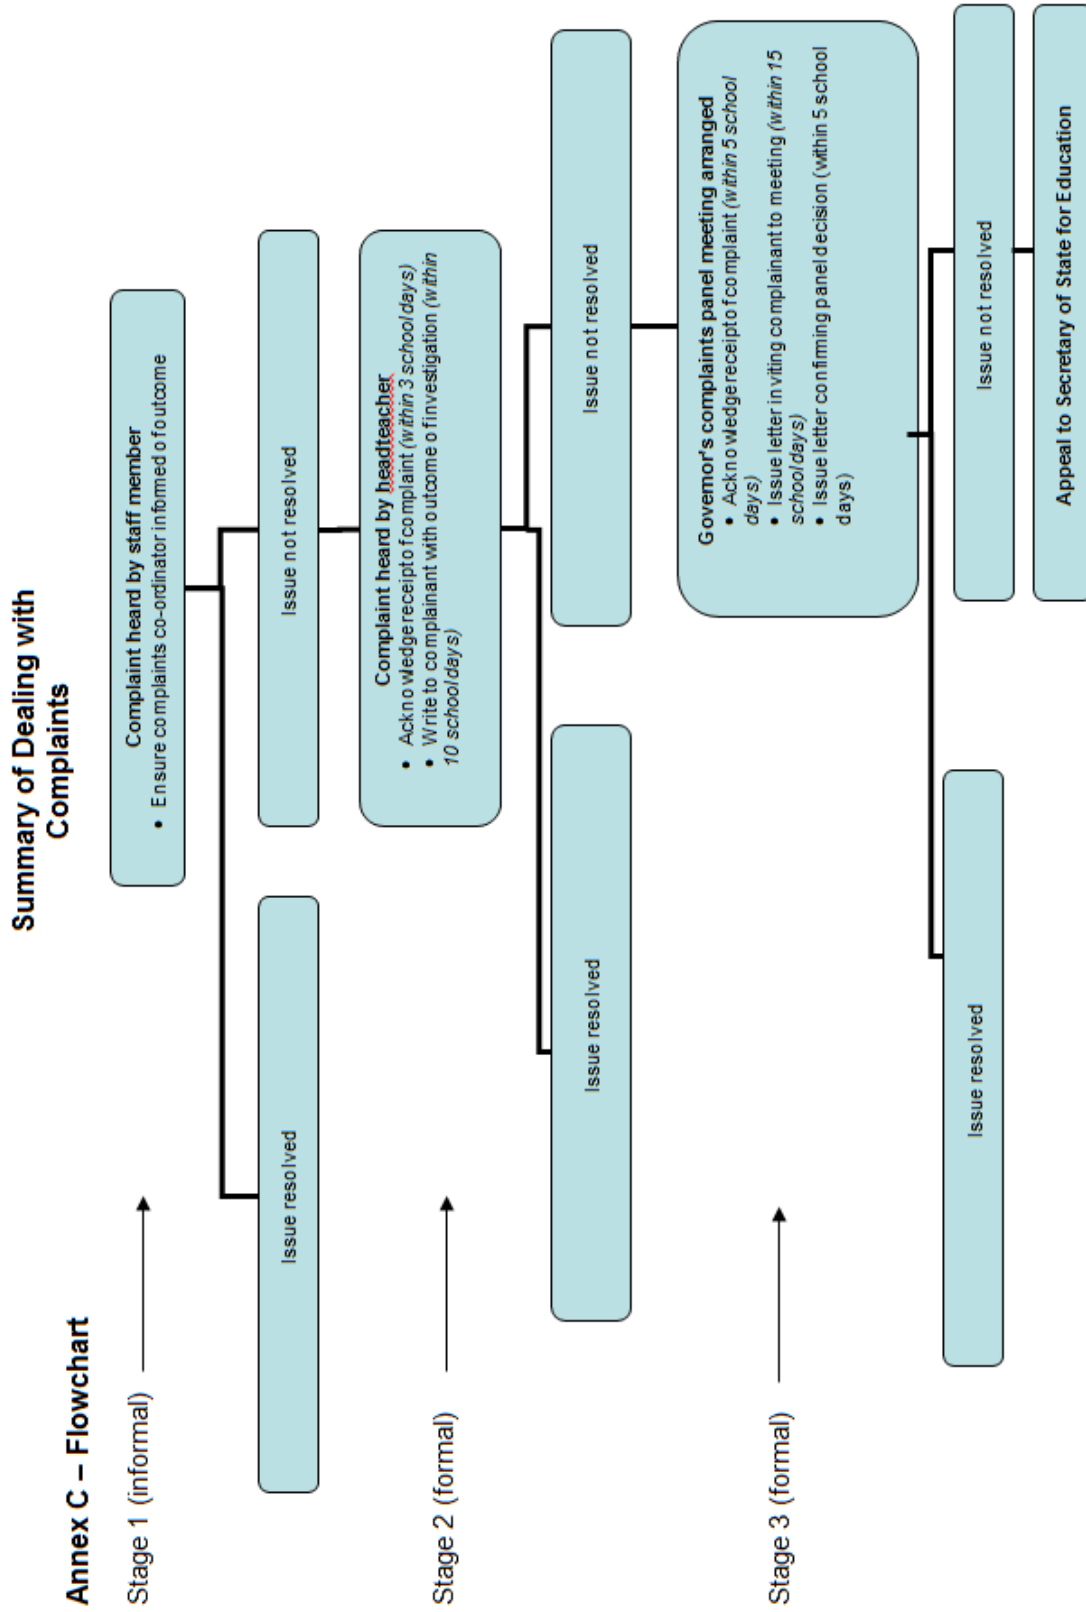 Summary of Dealing with
Complaints
Annex C – Flowchart
Stage 1 (informal)
Complaint heard by staff member
• Ensure complaints co-ordinator informed of outcome
Issue resolved
Issue not resolved
Stage 2 (formal)
Complaint heard by headteacher
• Acknowledge receipt of complaint (within 3 school days)
• Write to complainant with outcome of investigation (within
10 school days)
Issue resolved
Issue not resolved
Stage 3 (formal)
Governor's complaints panel meeting arranged
• Acknowledge receipt of complaint (within 5 school
days)
• Issue letter inviting complainant to meeting (within 15
school days)
• Issue letter confirming panel decision (within 5 school
days)
Issue resolved
Issue not resolved
Appeal to Secretary of State for Education